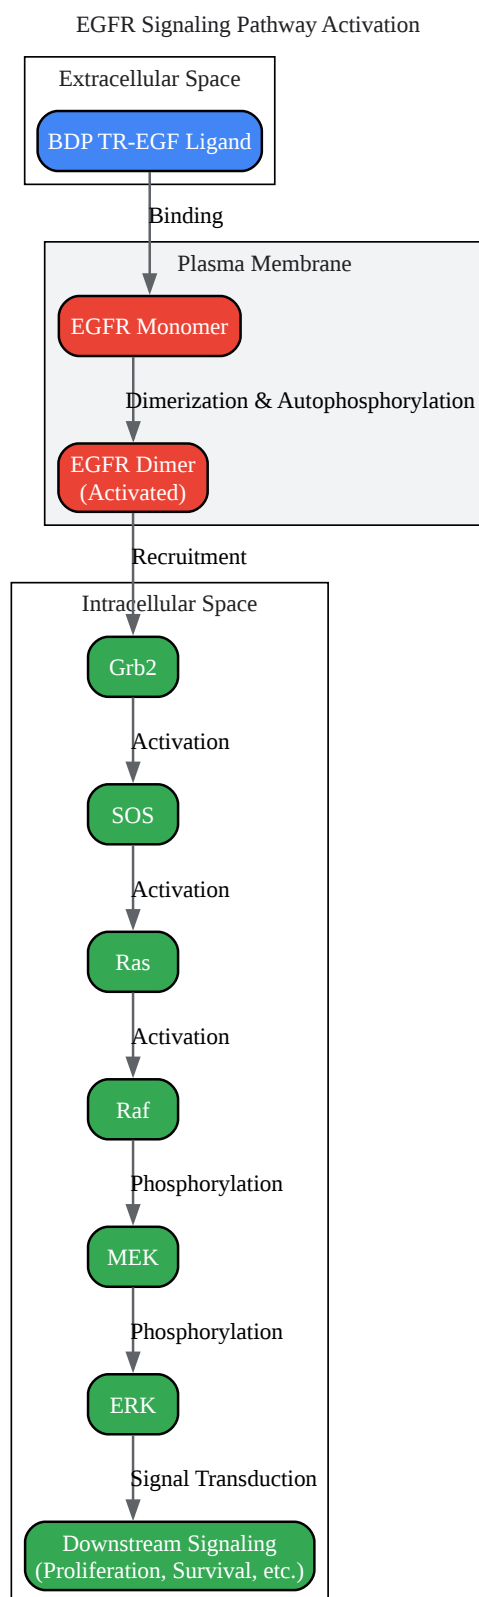 EGFR Signaling Pathway Activation
Extracellular Space
BDP TR-EGF Ligand
Binding
Plasma Membrane
EGFR Monomer
Dimerization & Autophosphorylation
EGFR Dimer
(Activated)
Recruitment
Intracellular Space
Grb2
Activation
SOS
Activation
Ras
Activation
Raf
Phosphorylation
MEK
Phosphorylation
ERK
Signal Transduction
Downstream Signaling
(Proliferation, Survival, etc.)